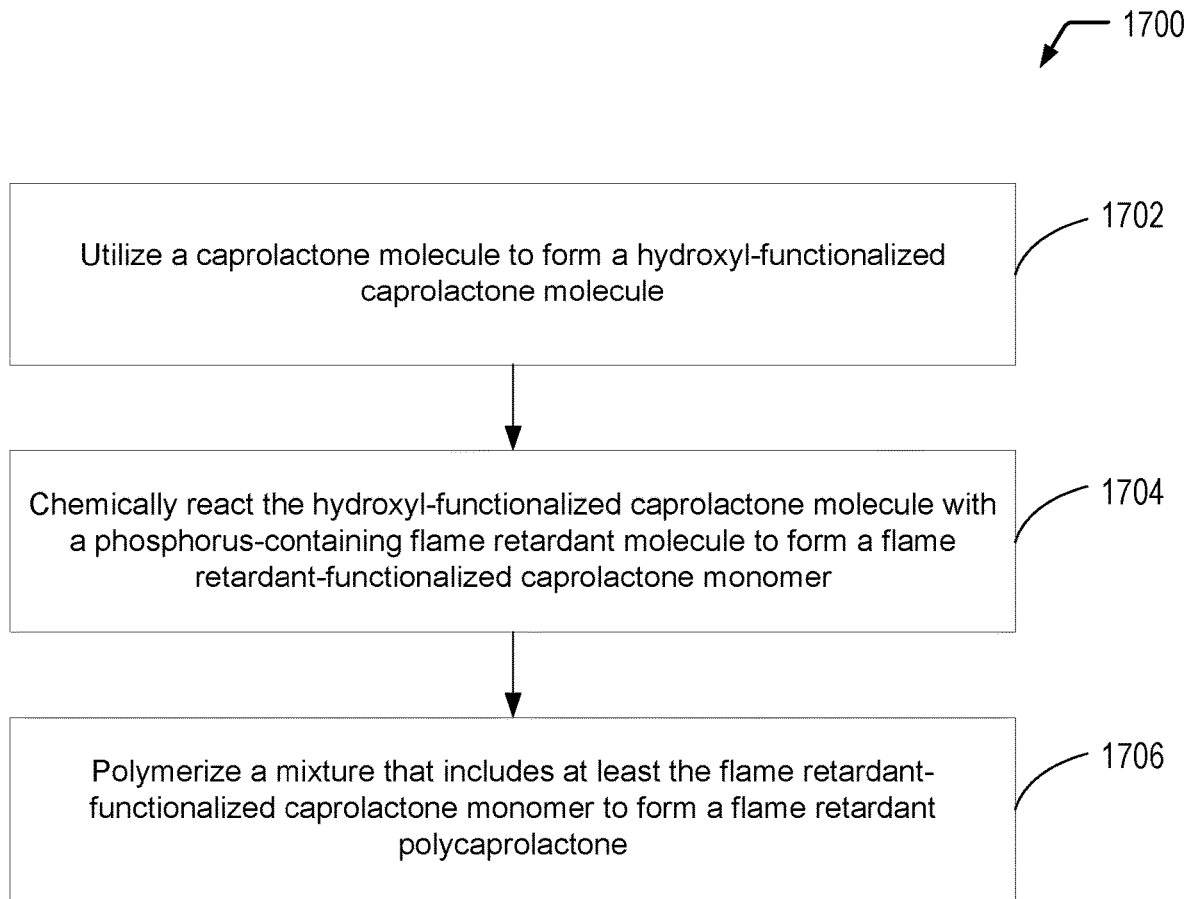 1700
1702
Utilize a caprolactone molecule to form a hydroxyl-functionalized
caprolactone molecule
1704
Chemically react the hydroxyl-functionalized caprolactone molecule with
a phosphorus-containing flame retardant molecule to form a flame
retardant-functionalized caprolactone monomer
1706
Polymerize a mixture that includes at least the flame retardant-
functionalized caprolactone monomer to form a flame retardant
polycaprolactone